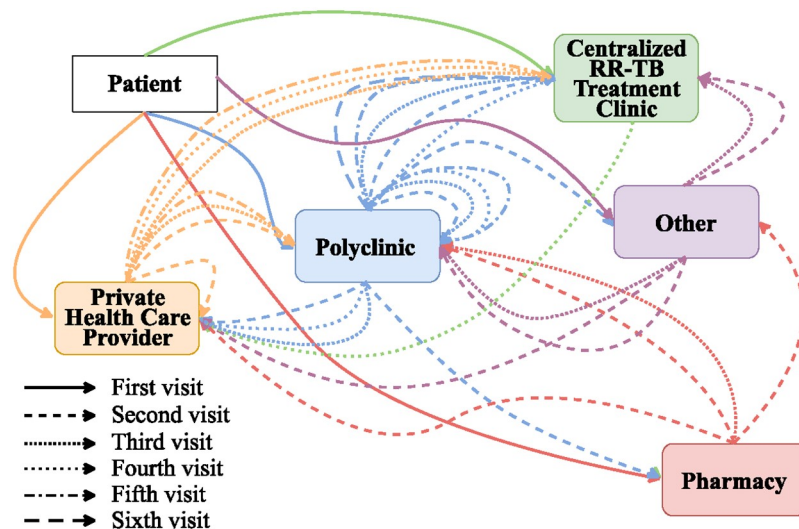 Patient
Centralized
RR-TB
Treatment
Clinic
Polyclinic
Other
Private
Health Care
Provider
Pharmacy
First visit
Second visit
Third visit
Fourth visit
Fifth visit
Sixth visit